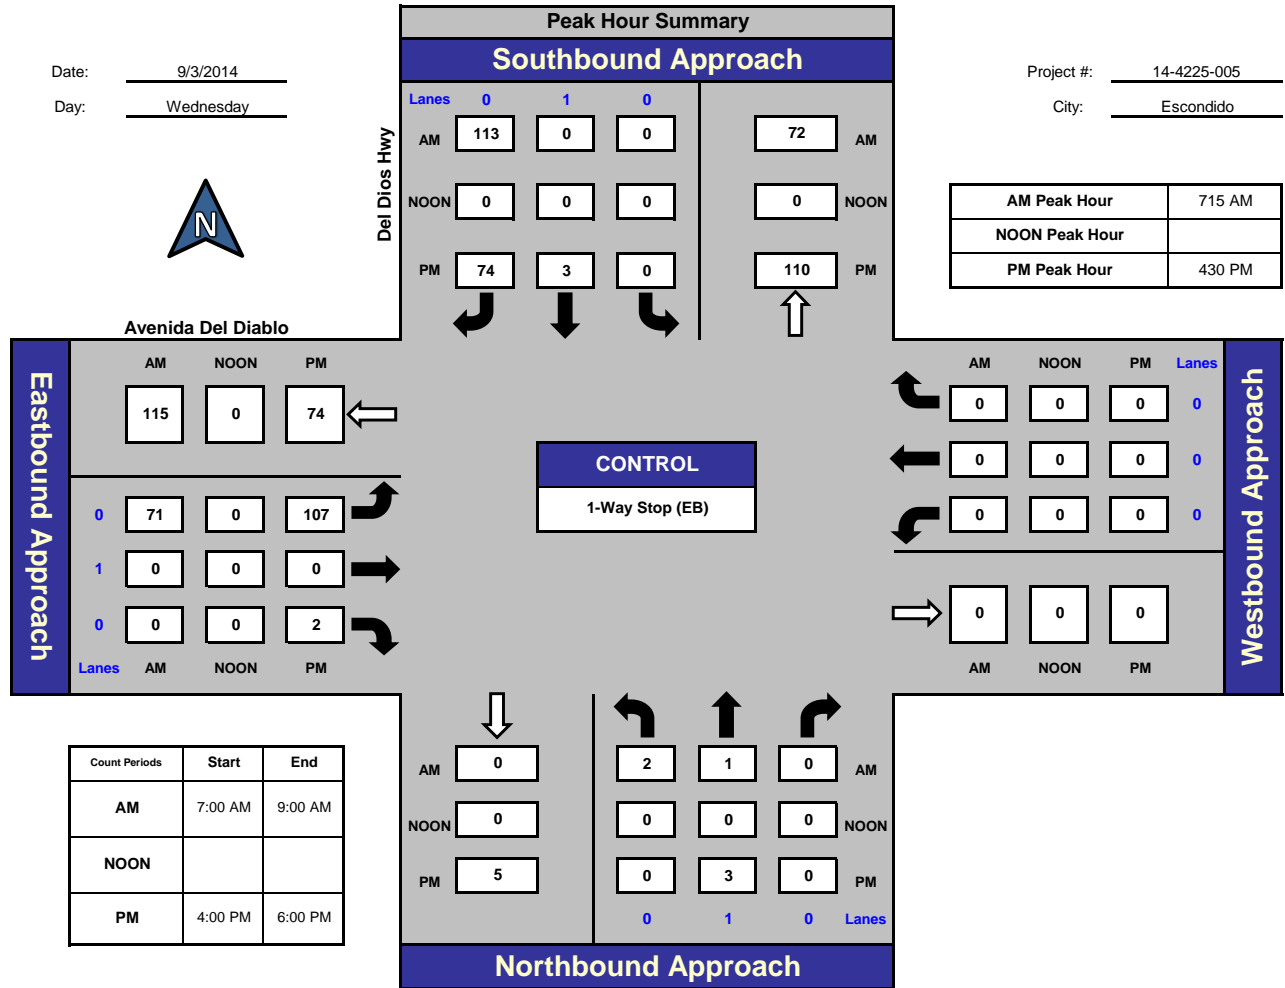 Peak Hour Summary
Southbound Approach
Date: 9/3/2014
Day: Wednesday
Project #: 14-4225-005
City: Escondido
Del Dios Hwy
Lanes 0 1 0
AM 113 0 0 72 AM
NOON 0 0 0 0 NOON
PM 74 3 0 110 PM
N
AM Peak Hour 715 AM
NOON Peak Hour
PM Peak Hour 430 PM
Avenida Del Diablo
Eastbound Approach
AM NOON PM
115 0 74
0 71 0 107
1 0 0 0
0 0 0 2
Lanes AM NOON PM
CONTROL
1-Way Stop (EB)
AM NOON PM Lanes
0 0 0 0
0 0 0 0
0 0 0 0
0 0 0
AM NOON PM
Westbound Approach
Count Periods Start End
AM 7:00 AM 9:00 AM
NOON
PM 4:00 PM 6:00 PM
AM 0 2 1 0 AM
NOON 0 0 0 0 NOON
PM 5 0 3 0 PM
0 1 0 Lanes
Northbound Approach